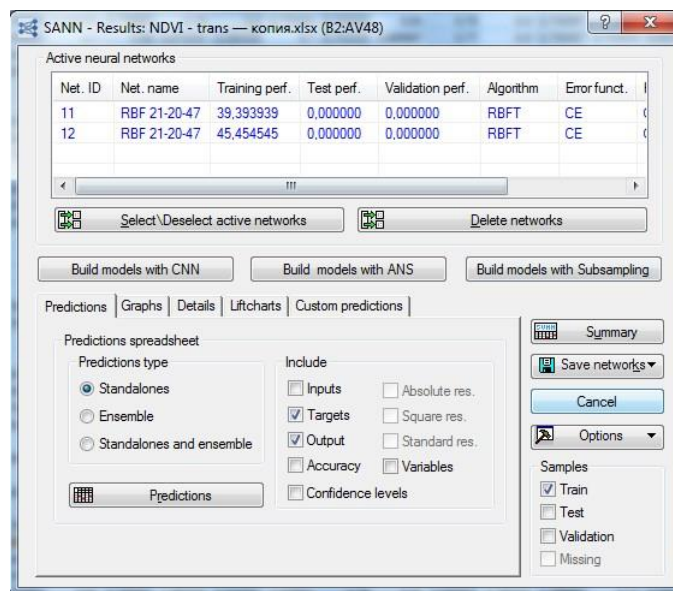 SANN - Results: NDVI - trans — копия.xlsx (B2:AV48)
Active neural networks
Net. ID Net. name Training perf. Test perf. Validation perf. Algorithm Error funct.
11 RBF 21-20-47 39,393939 0,000000 0,000000 RBFT CE
12 RBF 21-20-47 45,454545 0,000000 0,000000 RBFT CE
Select\Deselect active networks Delete networks
Build models with CNN Build models with ANS Build models with Subsampling
Predictions Graphs Details Liftcharts Custom predictions
Predictions spreadsheet
Predictions type
Standalones
Ensemble
Standalones and ensemble
Predictions
Include
Inputs Absolute res.
Targets Square res.
Output Standard res.
Accuracy Variables
Confidence levels
Summary
Save networks
Cancel
Options
Samples
Train
Test
Validation
Missing